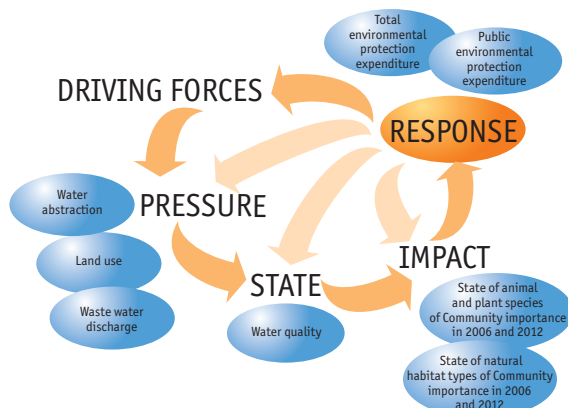 Total
environmental
protection
expenditure
Public
environmental
protection
expenditure
DRIVING FORCES
RESPONSE
Water
abstraction
PRESSURE
Land use
Waste water
discharge
STATE
Water quality
IMPACT
State of animal
and plant species
of Community importance
in 2006 and 2012
State of natural
habitat types of Community
importance in 2006
and 2012